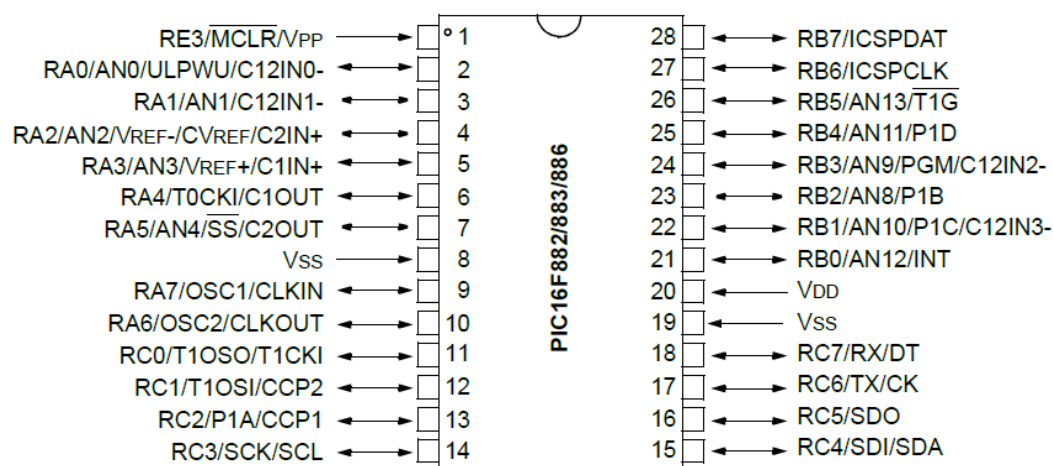 RE3/MCLR/VPP 1 28 RB7/ICSPDAT
RA0/AN0/ULPWU/C12IN0- 2 27 RB6/ICSPCLK
RA1/AN1/C12IN1- 3 26 RB5/AN13/T1G
RA2/AN2/VREF-/CVREF/C2IN+ 4 25 RB4/AN11/P1D
RA3/AN3/VREF+/C1IN+ 5 24 RB3/AN9/PGM/C12IN2-
RA4/T0CKI/C1OUT 6 23 RB2/AN8/P1B
RA5/AN4/SS/C2OUT 7 22 RB1/AN10/P1C/C12IN3-
VSS 8 21 RB0/AN12/INT
RA7/OSC1/CLKIN 9 20 VDD
RA6/OSC2/CLKOUT 10 19 VSS
RC0/T1OSO/T1CKI 11 18 RC7/RX/DT
RC1/T1OSI/CCP2 12 17 RC6/TX/CK
RC2/P1A/CCP1 13 16 RC5/SDO
RC3/SCK/SCL 14 15 RC4/SDI/SDA
PIC16F882/883/886